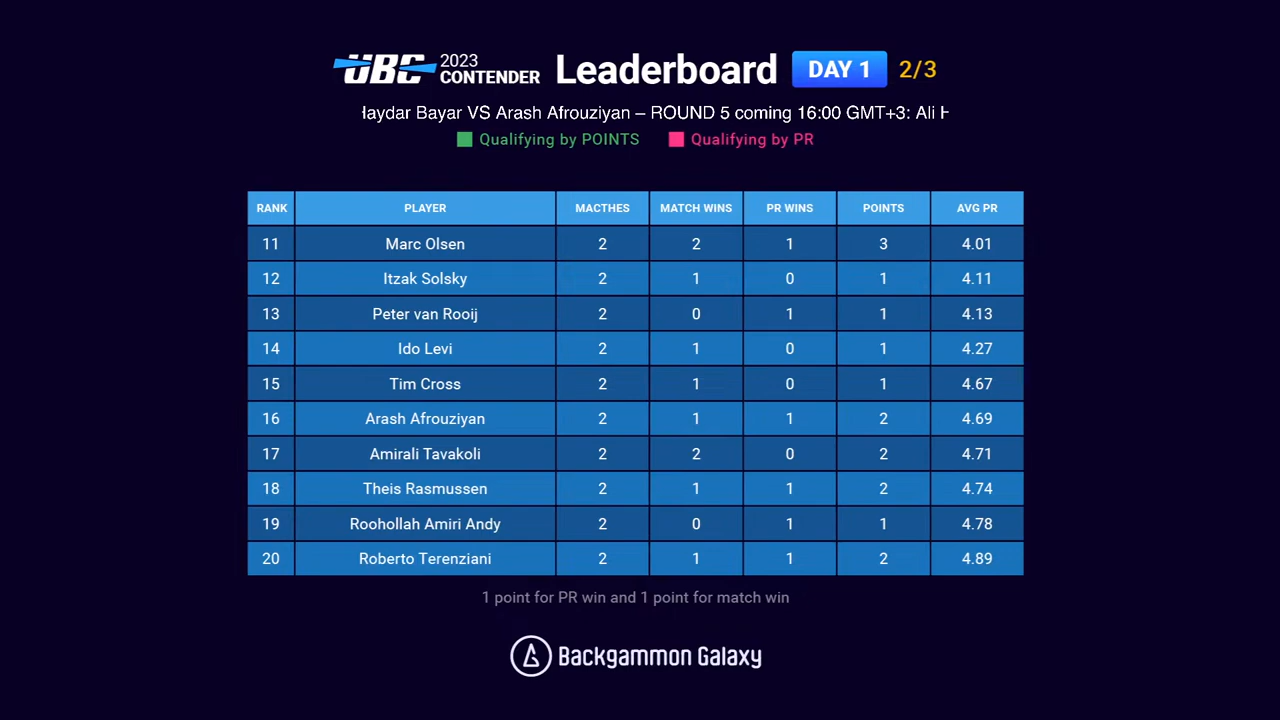 UBC 2023 CONTENDER Leaderboard DAY 1 2/3
Haydar Bayar VS Arash Afrouziyan – ROUND 5 coming 16:00 GMT+3: Ali
Qualifying by POINTS Qualifying by PR
RANK PLAYER MACTHES MATCH WINS PR WINS POINTS AVG PR
11 Marc Olsen 2 2 1 3 4.01
12 Itzak Solsky 2 1 0 1 4.11
13 Peter van Rooij 2 0 1 1 4.13
14 Ido Levi 2 1 0 1 4.27
15 Tim Cross 2 1 0 1 4.67
16 Arash Afrouziyan 2 1 1 2 4.69
17 Amirali Tavakoli 2 2 0 2 4.71
18 Theis Rasmussen 2 1 1 2 4.74
19 Roohollah Amiri Andy 2 0 1 1 4.78
20 Roberto Terenziani 2 1 1 2 4.89
1 point for PR win and 1 point for match win
Backgammon Galaxy